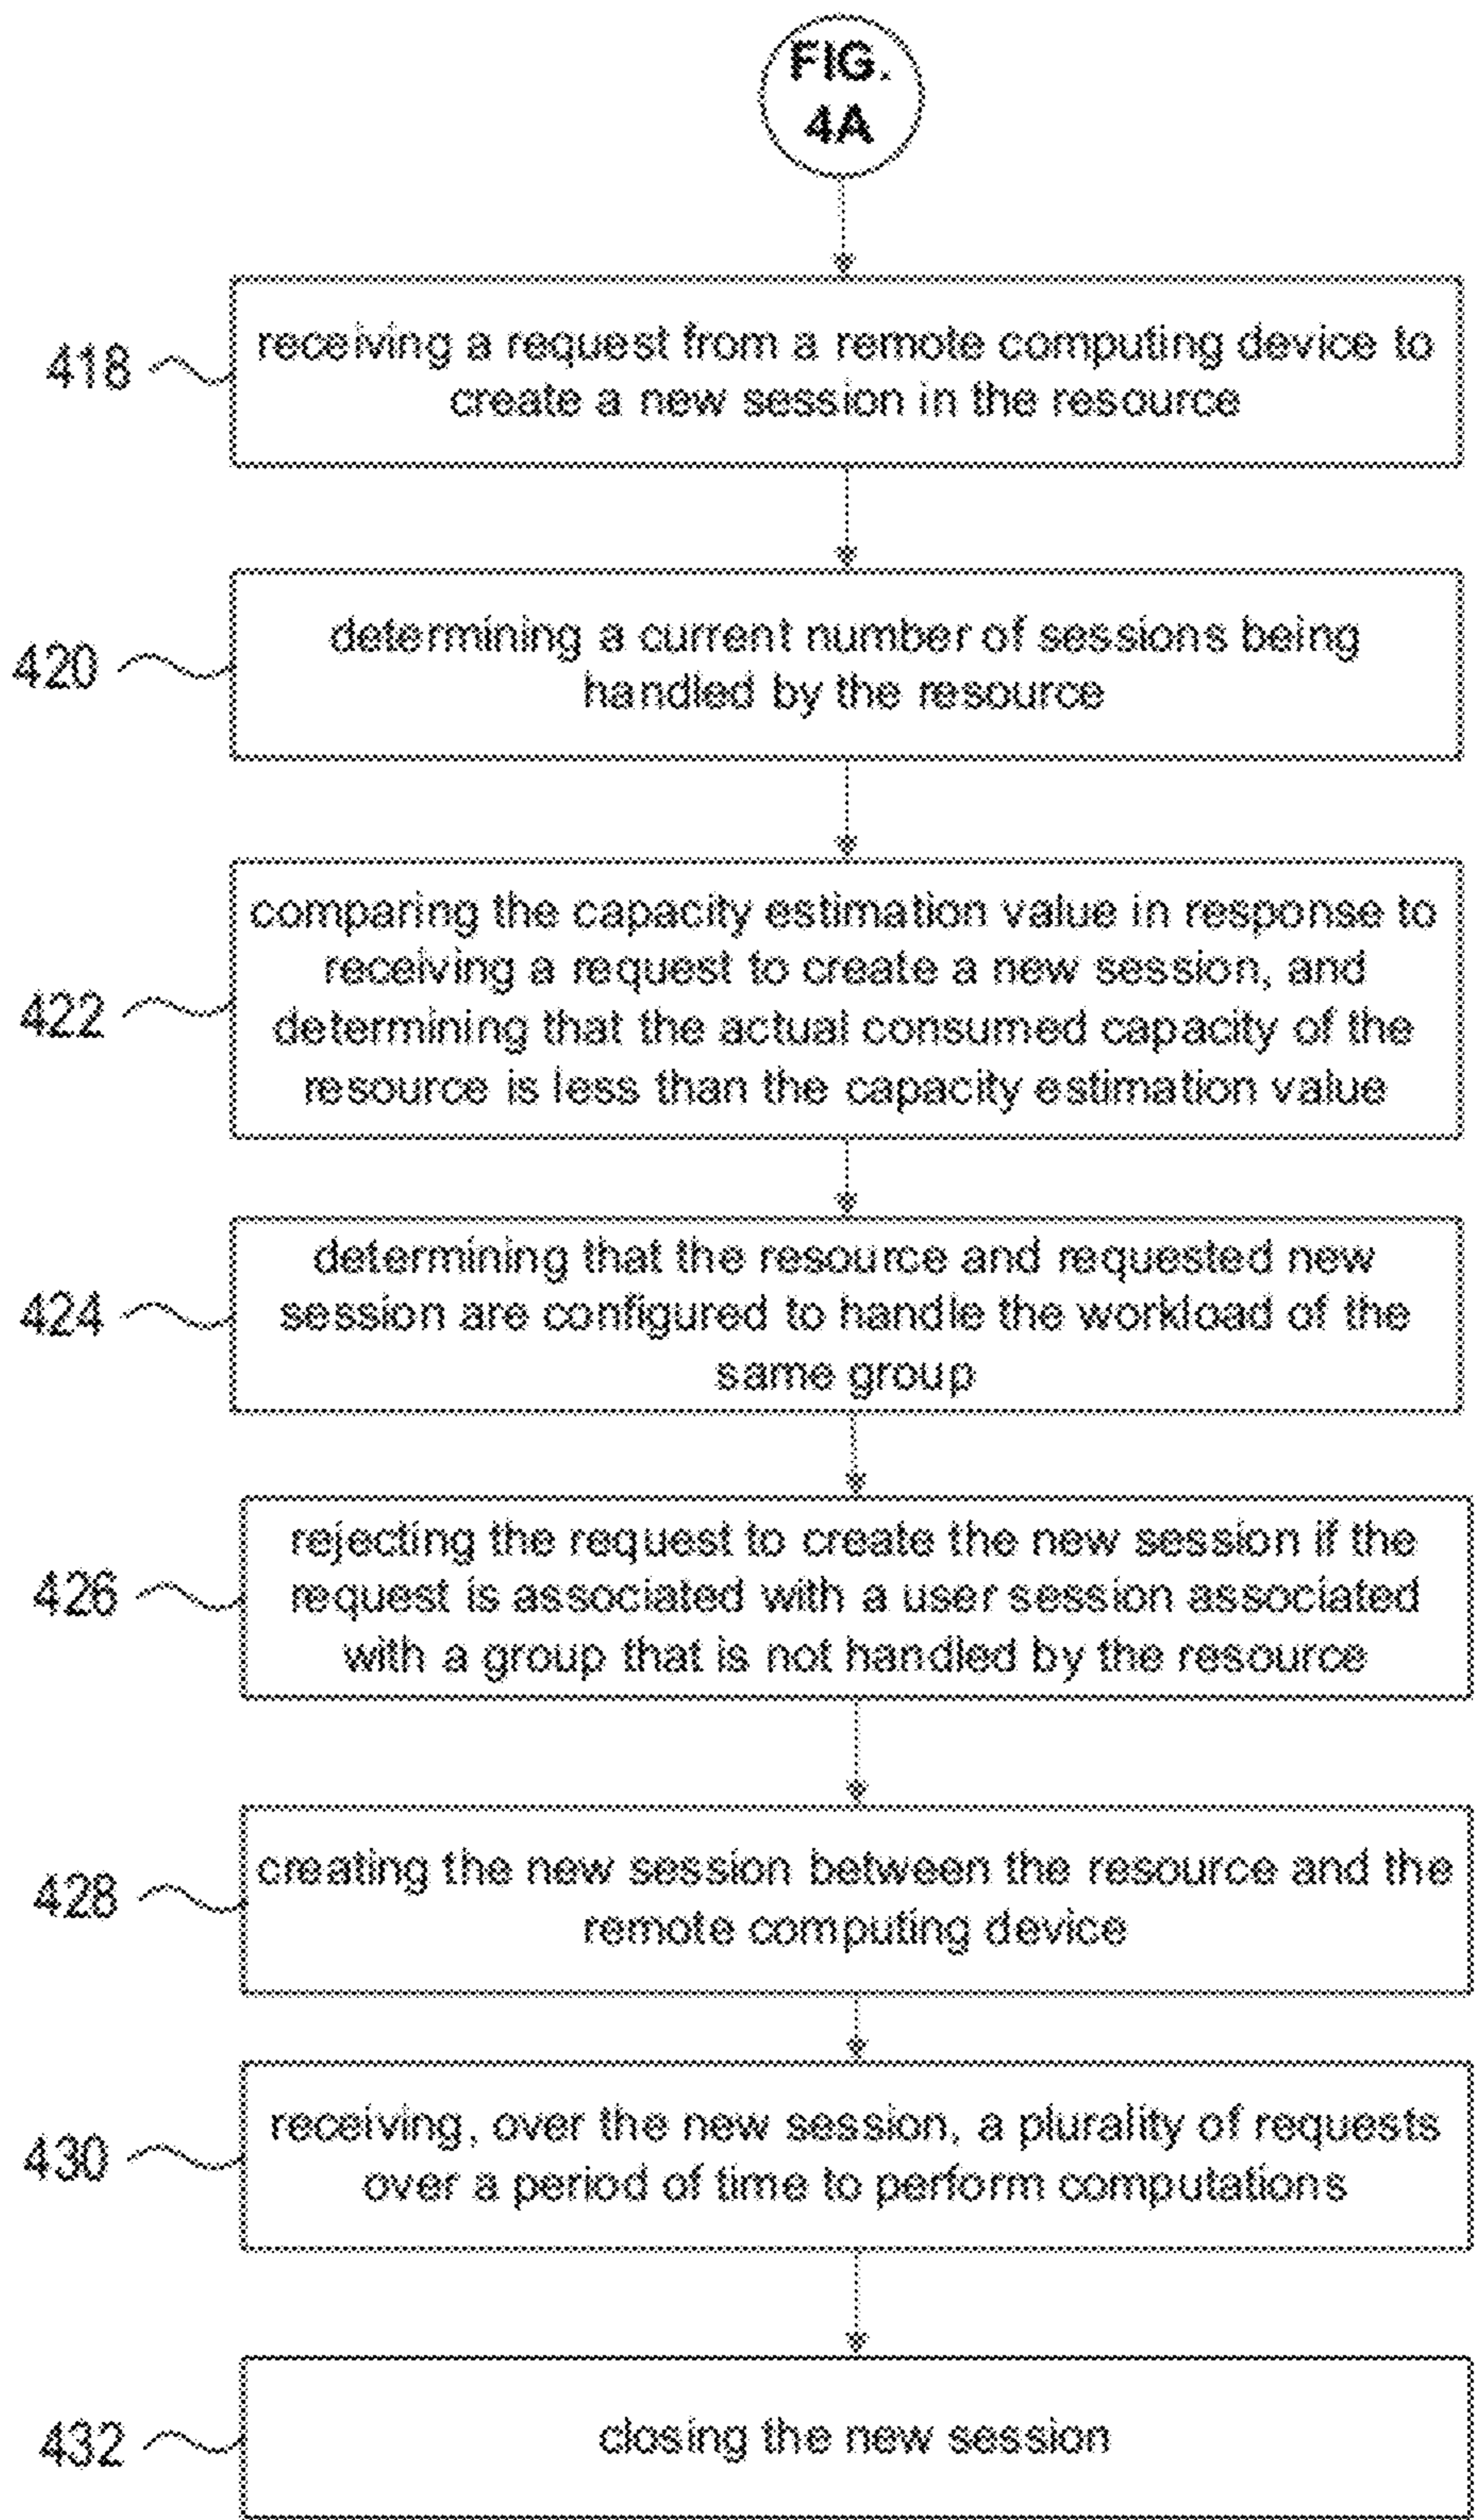 FIG.
4A
418
receiving a request from a remote computing device to
create a new session in the resource
420
determining a current number of sessions being
handled by the resource
422
comparing the capacity estimation value in response to
receiving a request to create a new session, and
determining that the actual consumed capacity of the
resource is less than the capacity estimation value
424
determining that the resource and requested new
session are configured to handle the workload of the
same group
426
rejecting the request to create the new session if the
request is associated with a user session associated
with a group that is not handled by the resource
428
creating the new session between the resource and the
remote computing device
430
receiving, over the new session, a plurality of requests
over a period of time to perform computations
432
closing the new session